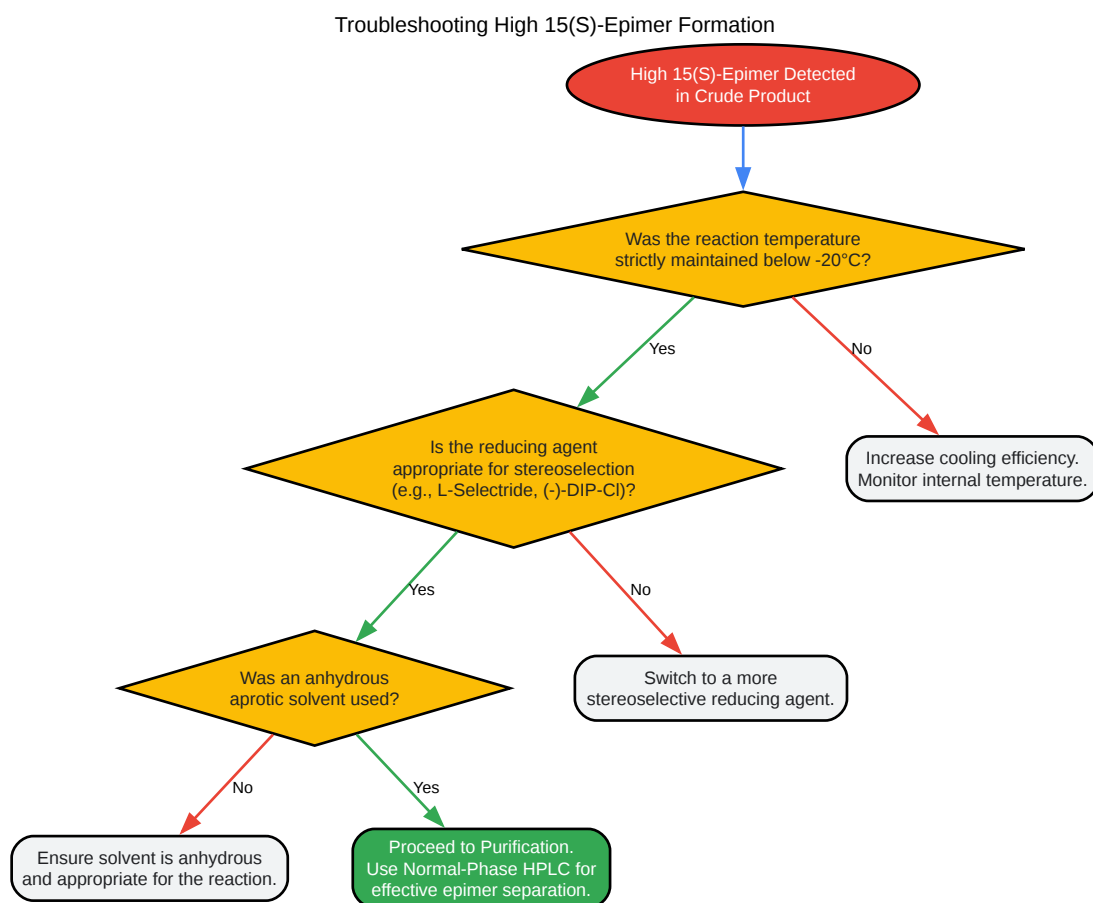 Troubleshooting High 15(S)-Epimer Formation
High 15(S)-Epimer Detected
in Crude Product
Was the reaction temperature
strictly maintained below -20°C?
Yes
No
Is the reducing agent
appropriate for stereoselection
(e.g., L-Selectride, (-)-DIP-Cl)?
Increase cooling efficiency.
Monitor internal temperature.
Yes
No
Was an anhydrous
aprotic solvent used?
Switch to a more
stereoselective reducing agent.
No
Yes
Ensure solvent is anhydrous
and appropriate for the reaction.
Proceed to Purification.
Use Normal-Phase HPLC for
effective epimer separation.